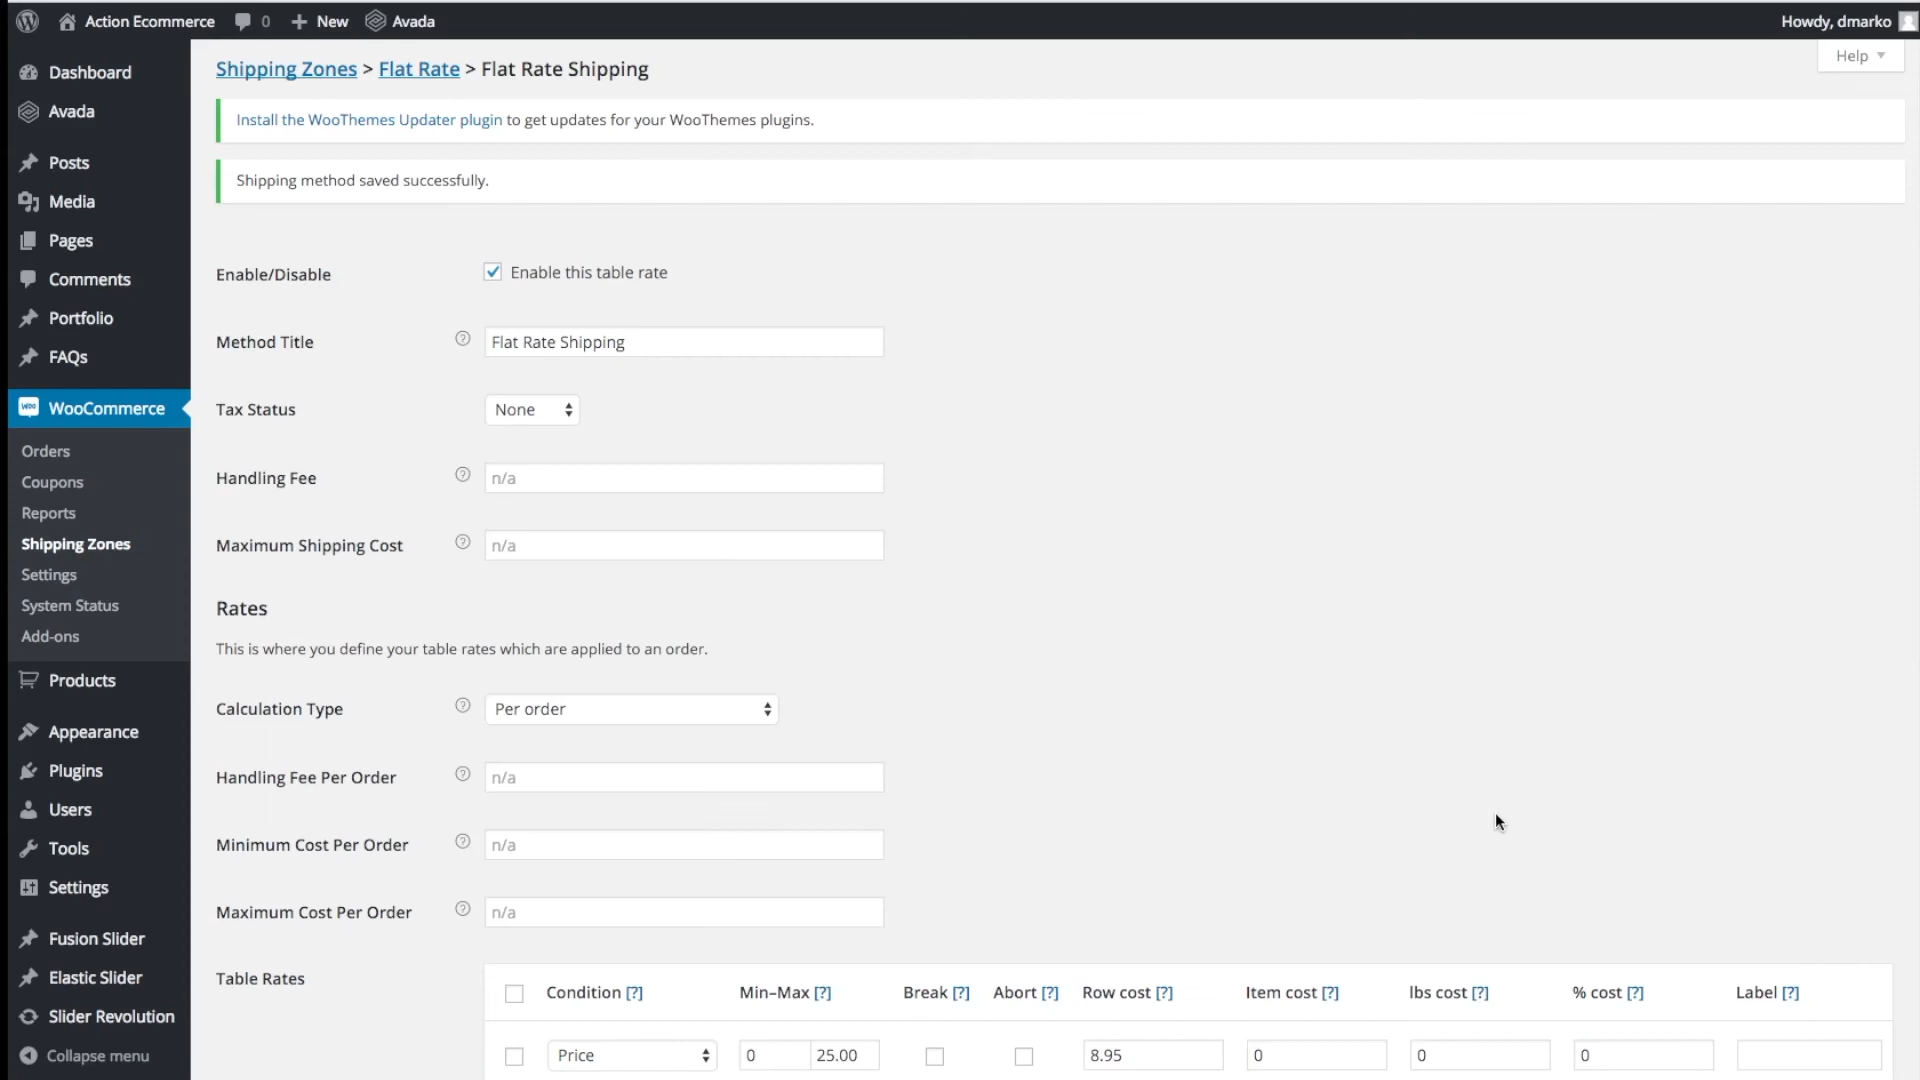 Action Ecommerce 0 New Avada Howdy, dmarko
Help
Dashboard
Avada
Posts
Media
Pages
Comments
Portfolio
FAQs
WooCommerce
Orders
Coupons
Reports
Shipping Zones
Settings
System Status
Add-ons
Products
Appearance
Plugins
Users
Tools
Settings
Fusion Slider
Elastic Slider
Slider Revolution
Collapse menu
Shipping Zones > Flat Rate > Flat Rate Shipping
Install the WooThemes Updater plugin to get updates for your WooThemes plugins.
Shipping method saved successfully.
Enable/Disable Enable this table rate
Method Title Flat Rate Shipping
Tax Status None
Handling Fee n/a
Maximum Shipping Cost n/a
Rates
This is where you define your table rates which are applied to an order.
Calculation Type Per order
Handling Fee Per Order n/a
Minimum Cost Per Order n/a
Maximum Cost Per Order n/a
Table Rates
Condition [?] Min–Max [?] Break [?] Abort [?] Row cost [?] Item cost [?] lbs cost [?] % cost [?] Label [?]
Price 0 25.00 8.95 0 0 0